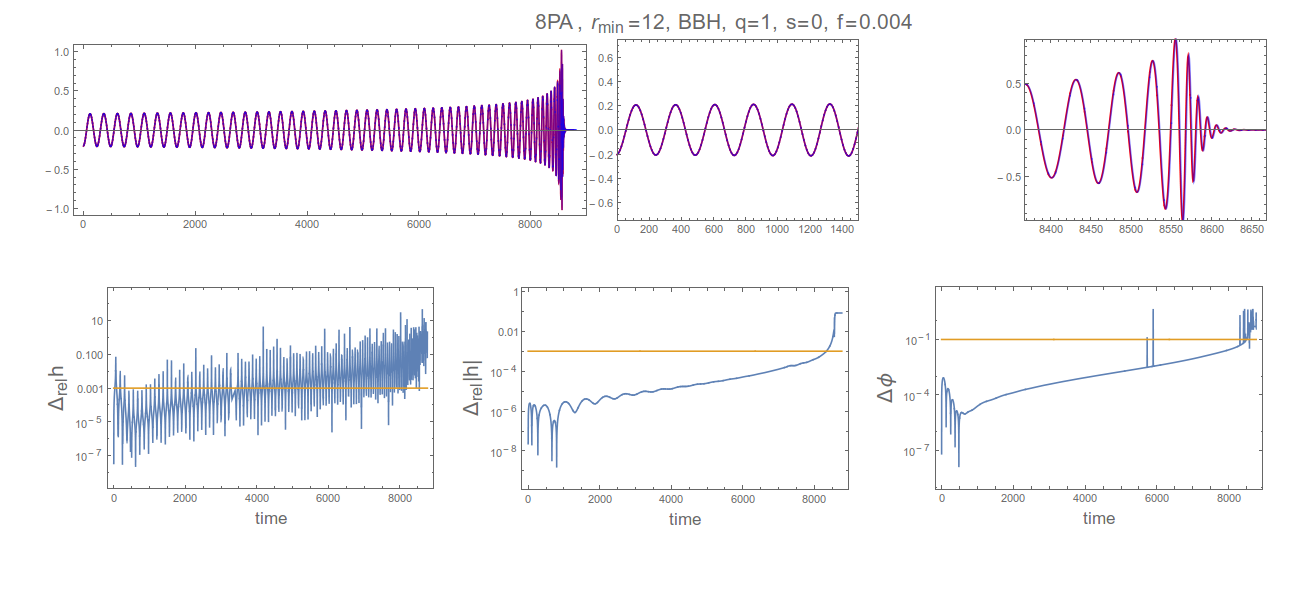 8PA , rmin=12, BBH, q=1, s=0, f=0.004
1.0
0.5
0.0
−0.5
−1.0
0 2000 4000 6000 8000
0.6
0.4
0.2
0.0
−0.2
−0.4
−0.6
0 200 400 600 800 1000 1200 1400
0.5
0.0
−0.5
8400 8450 8500 8550 8600 8650
Δrelh
10
0.100
0.001
10⁻⁵
10⁻⁷
0 2000 4000 6000 8000
time
Δrel|h|
1
0.01
10⁻⁴
10⁻⁶
10⁻⁸
0 2000 4000 6000 8000
time
Δϕ
10⁻¹
10⁻⁴
10⁻⁷
0 2000 4000 6000 8000
time